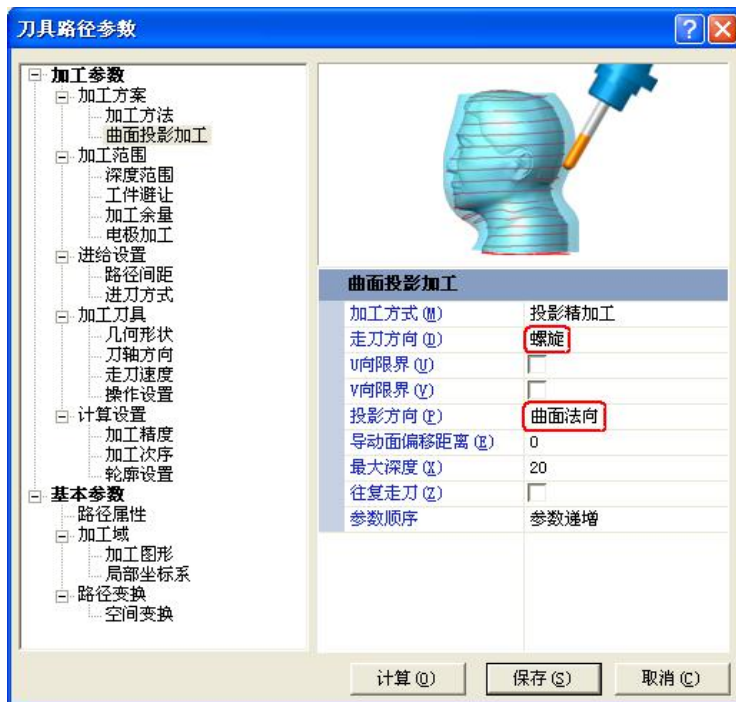 刀具路径参数
加工参数
加工方案
加工方法
曲面投影加工
加工范围
深度范围
工件避让
加工余量
电极加工
进给设置
路径间距
进刀方式
加工刀具
几何形状
刀轴方向
走刀速度
操作设置
计算设置
加工精度
加工次序
轮廓设置
基本参数
路径属性
加工域
加工图形
局部坐标系
路径变换
空间变换
曲面投影加工
加工方式(M) 投影精加工
走刀方向(D) 螺旋
U向限界(U)
V向限界(V)
投影方向(P) 曲面法向
导动面偏移距离(E) 0
最大深度(X) 20
往复走刀(Z)
参数顺序 参数递增
计算(O) 保存(S) 取消(C)